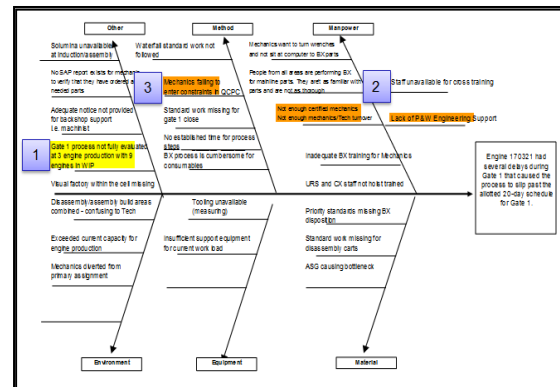 Other
Method
Manpower
Solumina unavailable
at induction/assembly
Waterfall standard work not
followed
Mechanics want to turn wrenches
and not sit at computer to BX parts
No SAP report exists for mechanic
to verify that they have ordered all
needed parts
3
Mechanics failing to
enter constraints in QCPC
People from all areas are performing BX
for mainline parts. They aret as familiar with
parts and are not as thorough
2
Staff unavailable for cross training
Adequate notice not provided
for backshop support
i.e. machinist
Standard work missing for
gate 1 close
Not enough certified mechanics
Not enough mechanics/Tech turnover
Lack of P&W Engineering Support
1
Gate 1 process not fully evaluated
at 3 engine production with 9
engines in WIP
No established time for process
steps
BX process is cumbersome for
consumables
Inadequate BX training for Mechanics
Visual factory within the cell missing
URS and CX staff not hoist trained
Engine 170321 had
several delays during
Gate 1 that caused the
process to slip past the
allotted 20-day schedule
for Gate 1.
Disassembly/assembly build areas
combined - confusing to Tech
Tooling unavailable
(measuring)
Priority standards missing BX
disposition
Exceeded current capacity for
engine production
Insufficient support equipment
for current work load
Standard work missing for
disassembly carts
Mechanics diverted from
primary assignment
ASG causing bottleneck
Environment
Equipment
Material